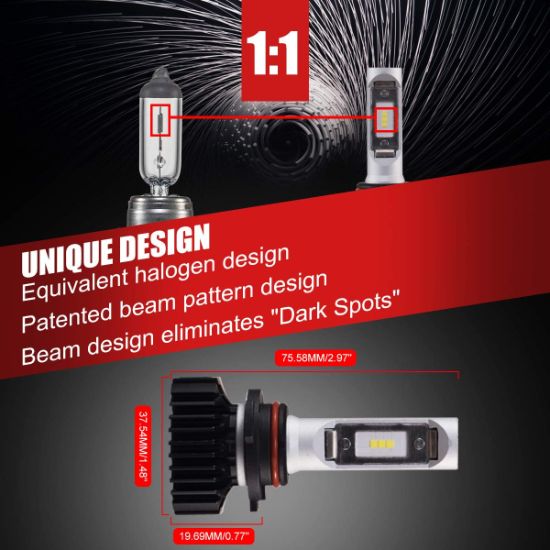 1:1
UNIQUE DESIGN
Equivalent halogen design
Patented beam pattern design
Beam design eliminates "Dark Spots"
75.58MM/2.97"
37.54MM/1.48"
19.69MM/0.77"